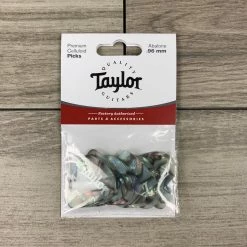 Premium
Celluloid
Picks
Abalone
.96 mm
QUALITY
Taylor
GUITARS
Factory Authorized
PARTS & ACCESSORIES